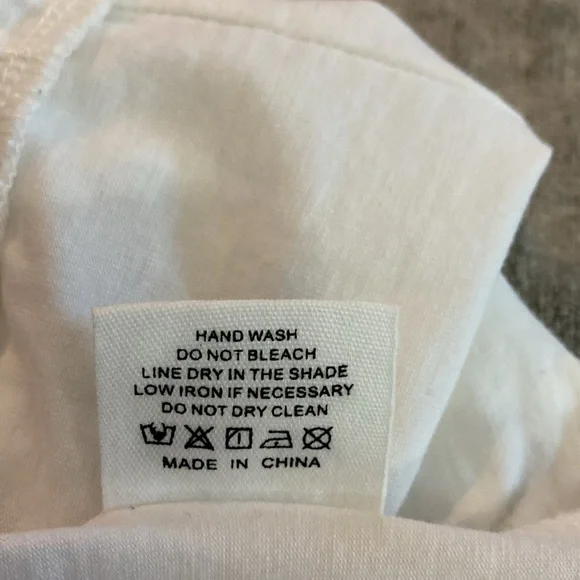 HAND WASH
DO NOT BLEACH
LINE DRY IN THE SHADE
LOW IRON IF NECESSARY
DO NOT DRY CLEAN
MADE IN CHINA